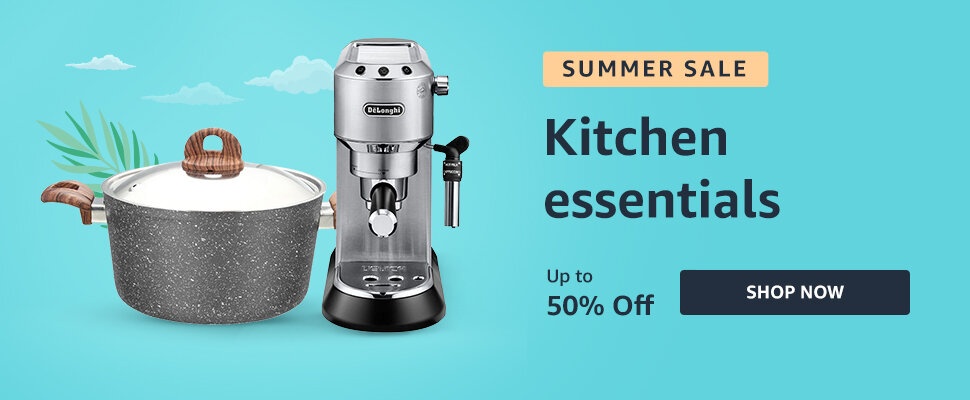 SUMMER SALE
Kitchen
essentials
Up to
50% Off
SHOP NOW
DeLonghi